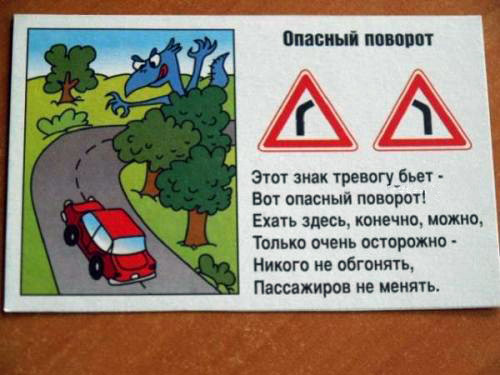 Опасный поворот
Этот знак тревогу бьет -
Вот опасный поворот!
Ехать здесь, конечно, можно,
Только очень осторожно -
Никого не обгонять,
Пассажиров не менять.